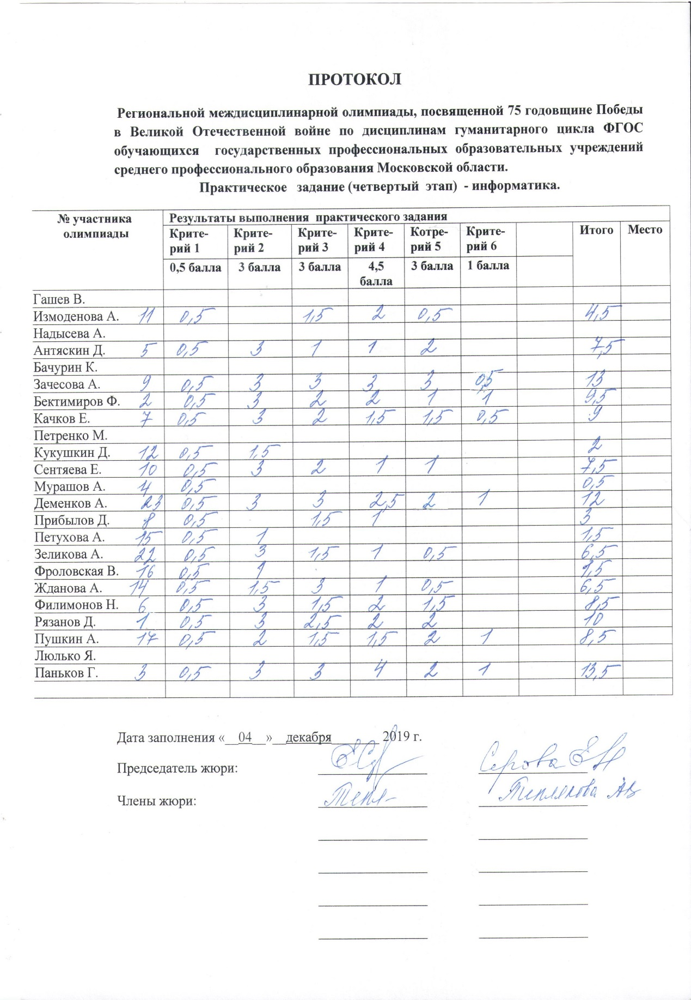 ПРОТОКОЛ
Региональной междисциплинарной олимпиады, посвященной 75 годовщине Победы
в Великой Отечественной войне по дисциплинам гуманитарного цикла ФГОС
обучающихся государственных профессиональных образовательных учреждений
среднего профессионального образования Московской области.
Практическое задание (четвертый этап) - информатика.
№ участника олимпиады Результаты выполнения практического задания
Крите-рий 1 Крите-рий 2 Крите-рий 3 Крите-рий 4 Котре-рий 5 Крите-рий 6 Итого Место
0,5 балла 3 балла 3 балла 4,5 балла 3 балла 1 балла
Гашев В.
Измоденова А. 11 0,5 1,5 2 0,5 4,5
Надысева А.
Антяскин Д. 5 0,5 3 1 1 2 7,5
Бачурин К.
Зачесова А. 9 0,5 3 3 3 3 0,5 13
Бектимиров Ф. 2 0,5 3 2 2 1 1 9,5
Качков Е. 7 0,5 3 2 1,5 1,5 0,5 9
Петренко М.
Кукушкин Д. 12 0,5 1,5 2
Сентяева Е. 10 0,5 3 2 1 1 7,5
Мурашов А. 4 0,5 0,5
Деменков А. 23 0,5 3 3 2,5 2 1 12
Прибылов Д. 8 0,5 1,5 1 3
Петухова А. 15 0,5 1 1,5
Зеликова А. 22 0,5 3 1,5 1 0,5 6,5
Фроловская В. 16 0,5 1 1,5
Жданова А. 14 0,5 1,5 3 1 0,5 6,5
Филимонов Н. 6 0,5 3 1,5 2 1,5 8,5
Рязанов Д. 1 0,5 3 2,5 2 2 10
Пушкин А. 17 0,5 2 1,5 1,5 2 1 8,5
Люлько Я.
Паньков Г. 3 0,5 3 3 4 2 1 13,5
Дата заполнения «__04__»__декабря_______ 2019 г.
Председатель жюри: Серова ЕН
Члены жюри: Тепл Теплякова АВ